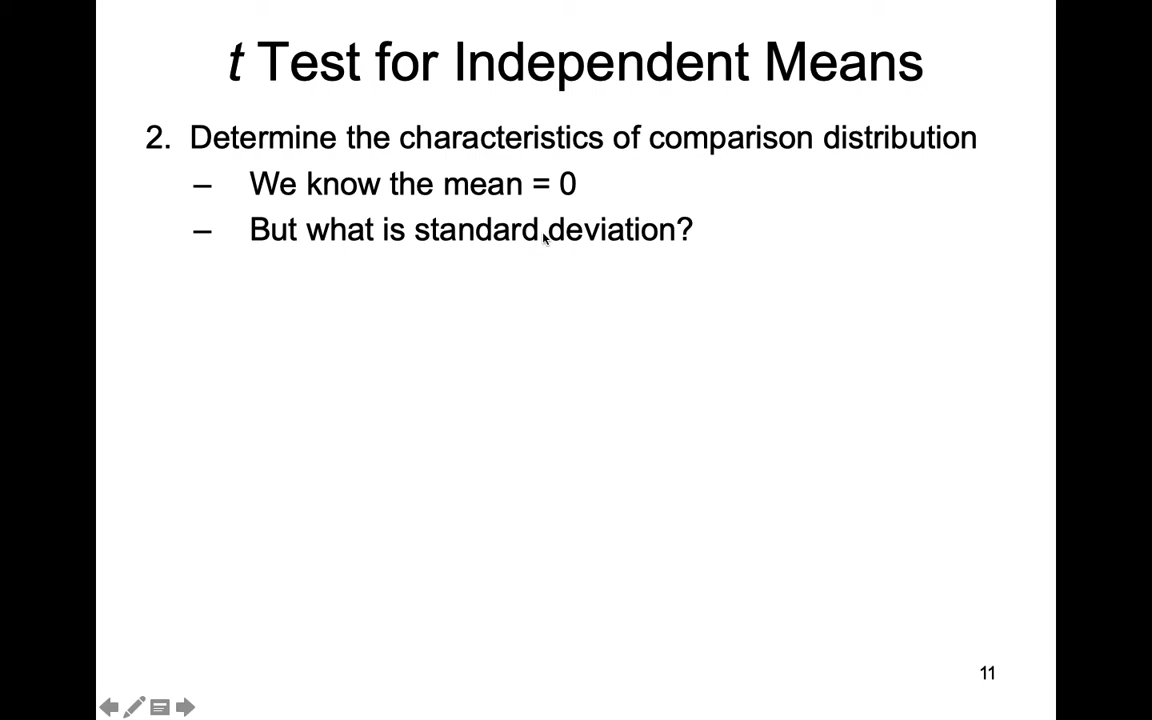 t Test for Independent Means
2. Determine the characteristics of comparison distribution
– We know the mean = 0
– But what is standard deviation?
11